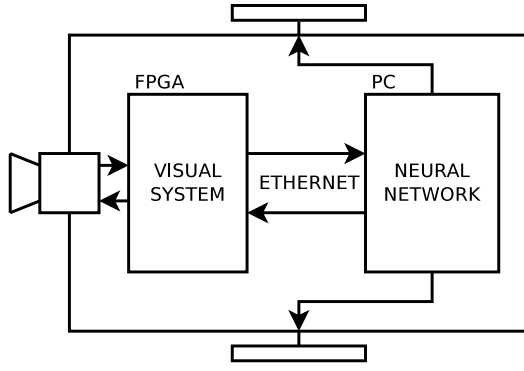 FPGA
PC
VISUAL
SYSTEM
ETHERNET
NEURAL
NETWORK